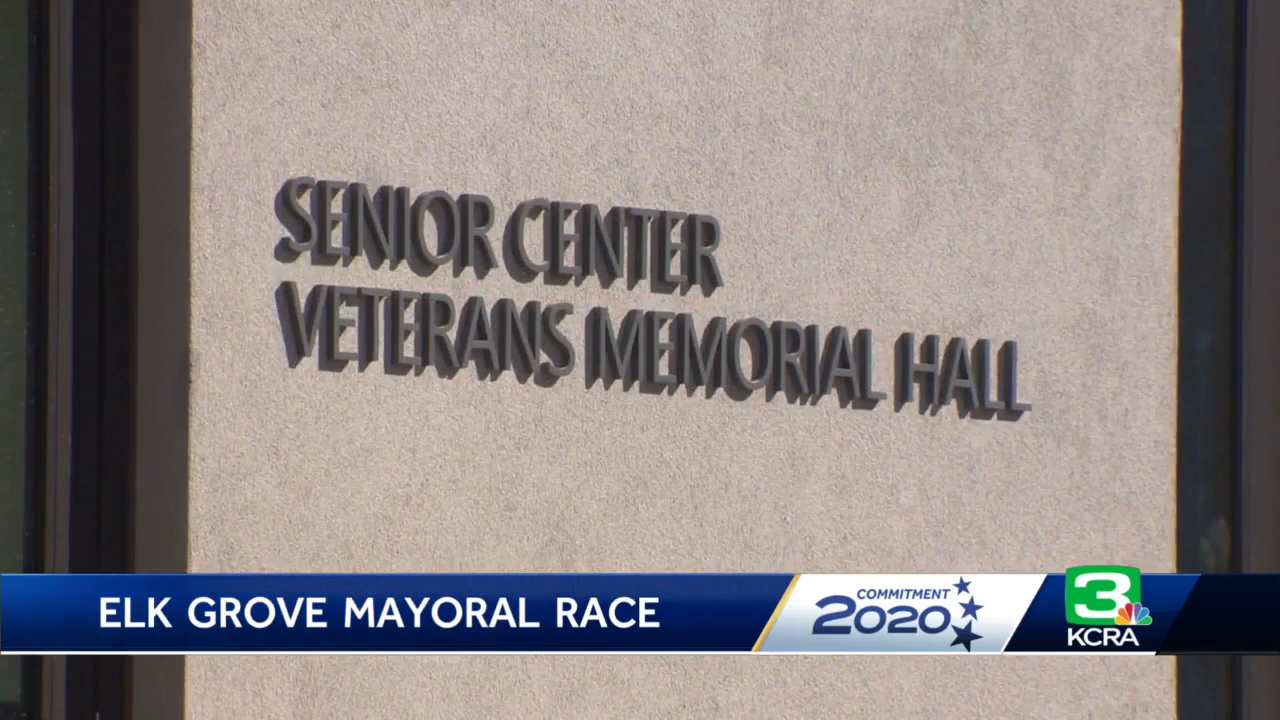 SENIOR CENTER
VETERANS MEMORIAL HALL
ELK GROVE MAYORAL RACE
COMMITMENT
2020
3
KCRA